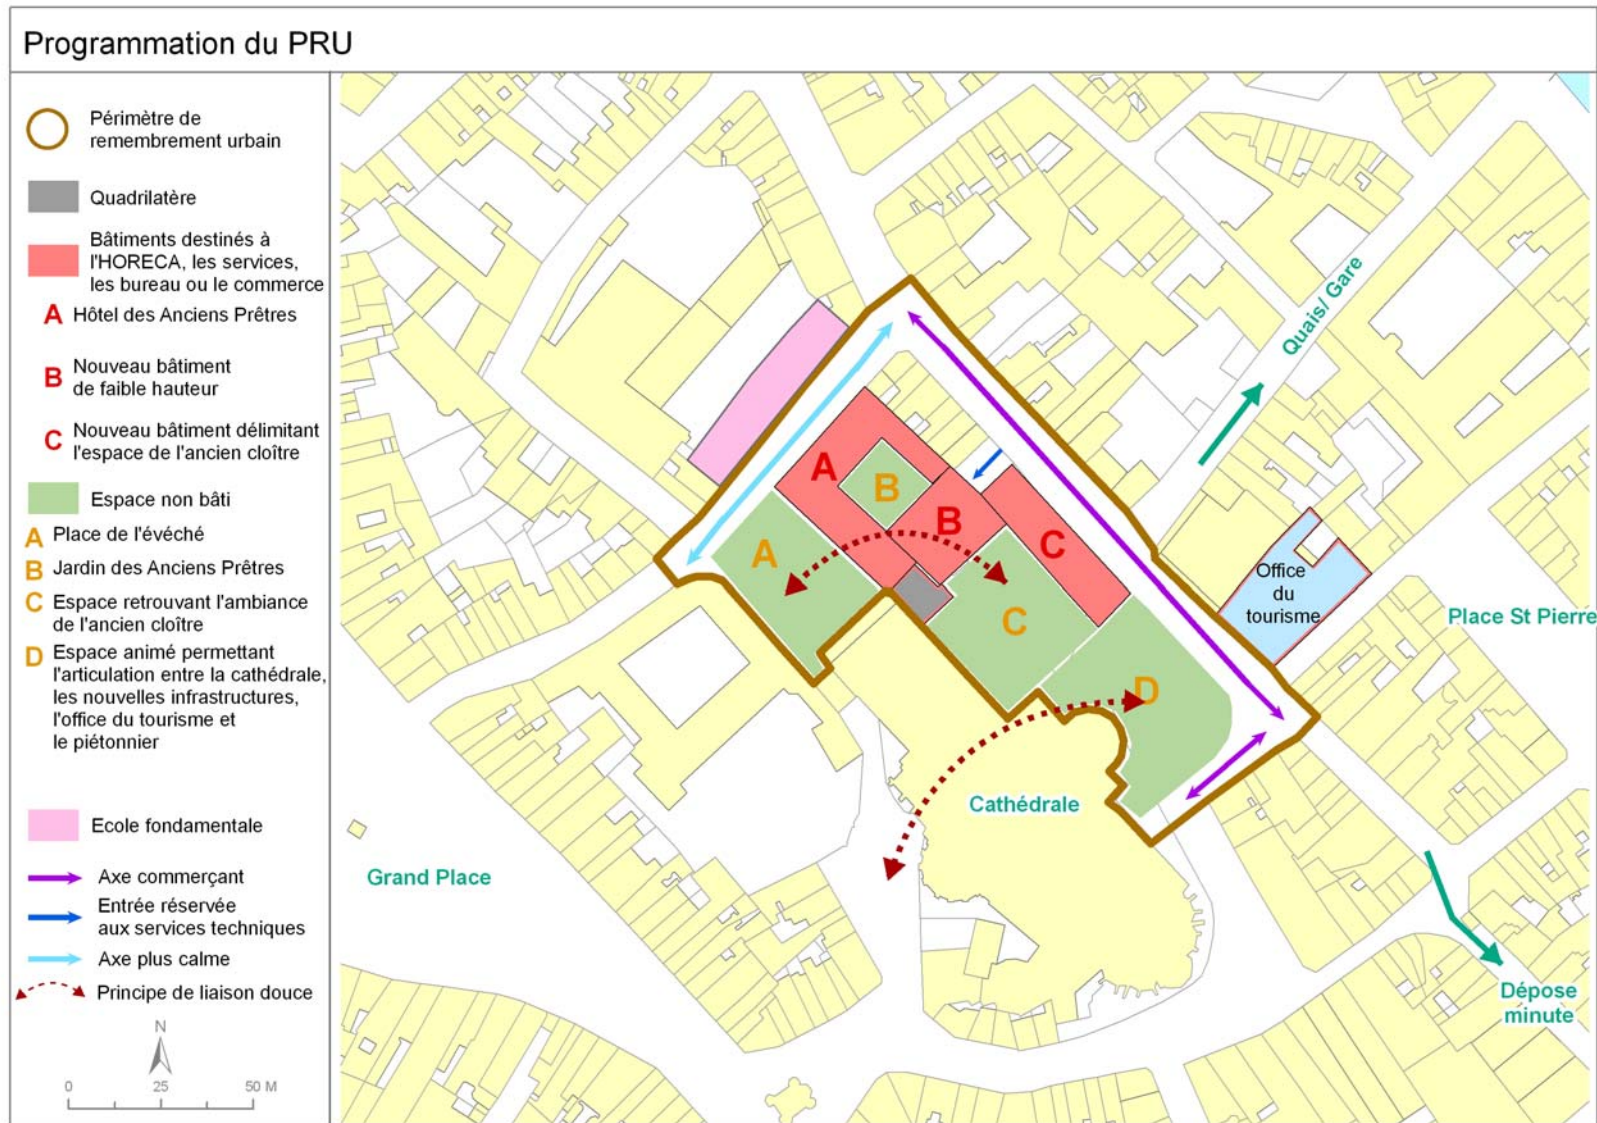 Programmation du PRU
Périmètre de
remembrement urbain
Quadrilatère
Bâtiments destinés à
l'HORECA, les services,
les bureau ou le commerce
A Hôtel des Anciens Prêtres
B Nouveau bâtiment
de faible hauteur
C Nouveau bâtiment délimitant
l'espace de l'ancien cloître
Espace non bâti
A Place de l'évéché
B Jardin des Anciens Prêtres
C Espace retrouvant l'ambiance
de l'ancien cloître
D Espace animé permettant
l'articulation entre la cathédrale,
les nouvelles infrastructures,
l'office du tourisme et
le piétonnier
Ecole fondamentale
Axe commerçant
Entrée réservée
aux services techniques
Axe plus calme
Principe de liaison douce
N
0 25 50 M
Quais/ Gare
A
B
B
C
A
C
D
Office
du
tourisme
Place St Pierre
Cathédrale
Grand Place
Dépose
minute